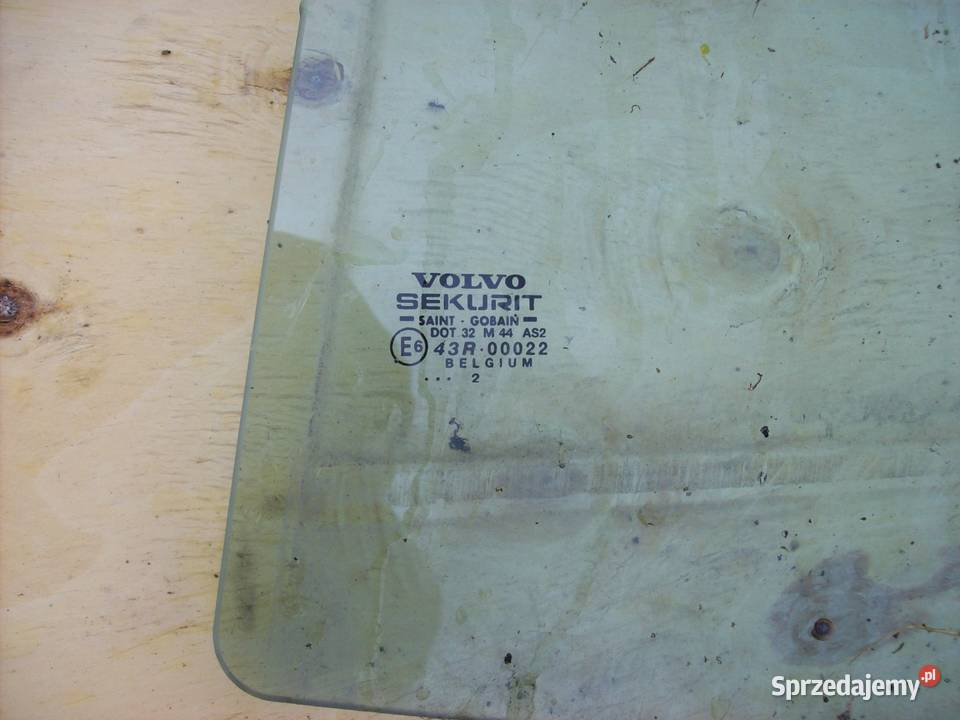 VOLVO
SEKURIT
SAINT - GOBAIN
DOT 32 M 44 AS2
E6 43R-00022
BELGIUM
... 2
Sprzedajemy.pl